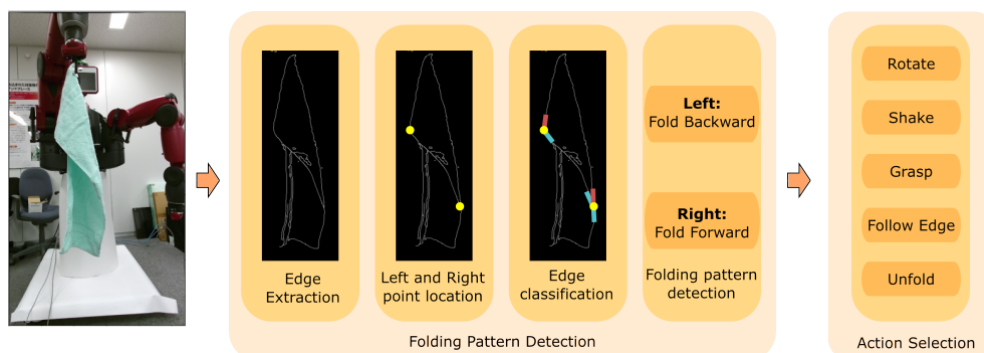 Edge
Extraction
Left and Right
point location
Edge
classification
Left:
Fold Backward
Right:
Fold Forward
Folding pattern
detection
Folding Pattern Detection
Rotate
Shake
Grasp
Follow Edge
Unfold
Action Selection